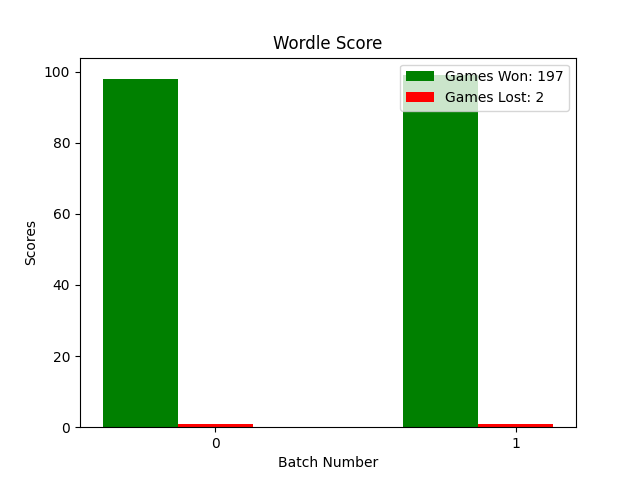 Wordle Score
Games Won: 197
Games Lost: 2
Scores
100
80
60
40
20
0
0 1
Batch Number